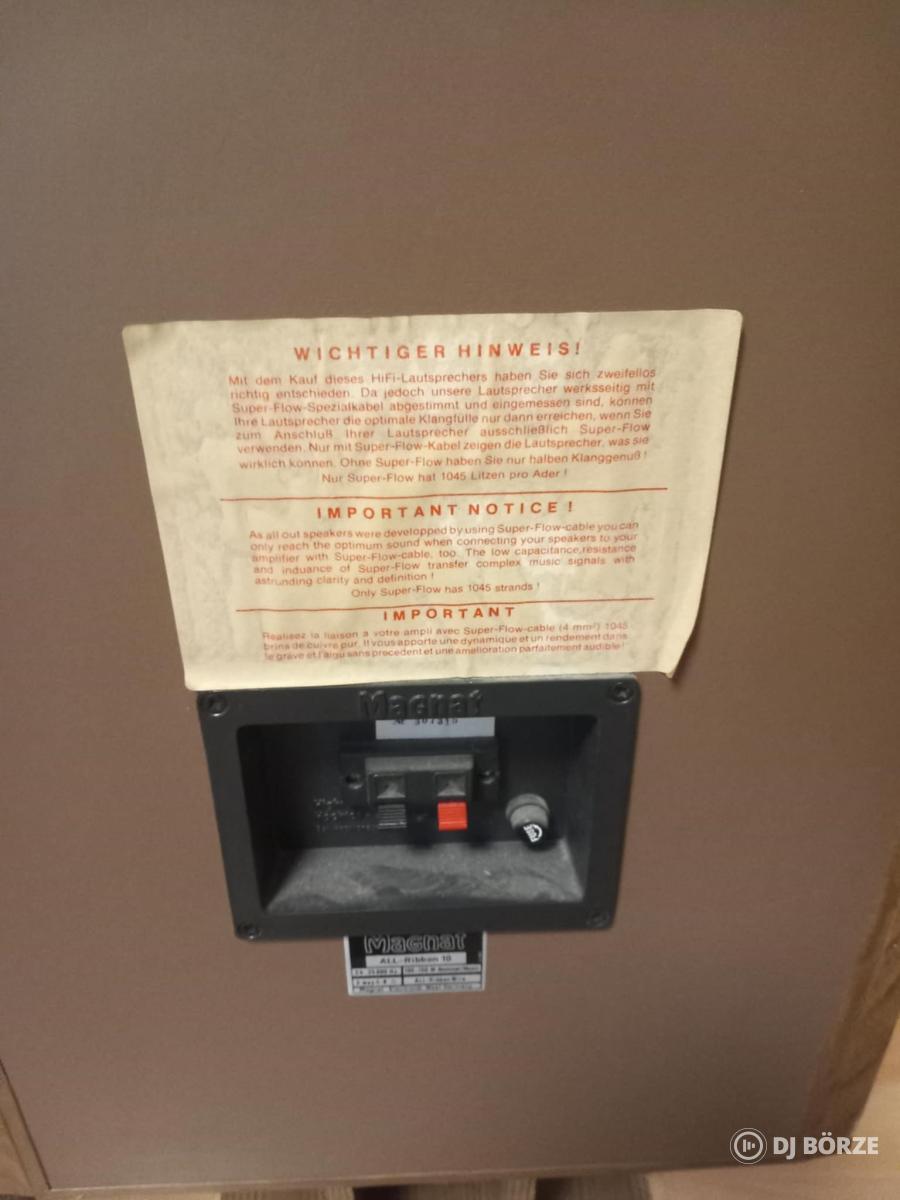 WICHTIGER HINWEIS!
Mit dem Kauf dieses HiFi-Lautsprechers haben Sie sich zweifellos
richtig entschieden. Da jedoch unsere Lautsprecher werksseitig mit
Super-Flow-Spezialkabel abgestimmt und eingemessen sind, können
Ihre Lautsprecher die optimale Klangfülle nur dann erreichen, wenn Sie
zum Anschluß Ihrer Lautsprecher ausschließlich Super-Flow
verwenden. Nur mit Super-Flow-Kabel zeigen die Lautsprecher, was sie
wirklich können. Ohne Super-Flow haben Sie nur halben Klanggenuß!
Nur Super-Flow hat 1045 Litzen pro Ader!
IMPORTANT NOTICE!
As all out speakers were developped by using Super-Flow-cable you can
only reach the optimum sound when connecting your speakers to your
amplifier with Super-Flow-cable, too. The low capacitance, resistance
and induance of Super-Flow transfer complex music signals with
astrunding clarity and definition!
Only Super-Flow has 1045 strands!
IMPORTANT
Realisez la liaison a votre ampli avec Super-Flow-cable (4 mm²) 1045
brins de cuivre pur. Il vous apporte une dynamique et un rendement dans
le grave et l'aigu sans precedent et une amelioration parfaitement audible!
Magnat
Magnat
ALL-Ribbon 10
DJ BÖRZE